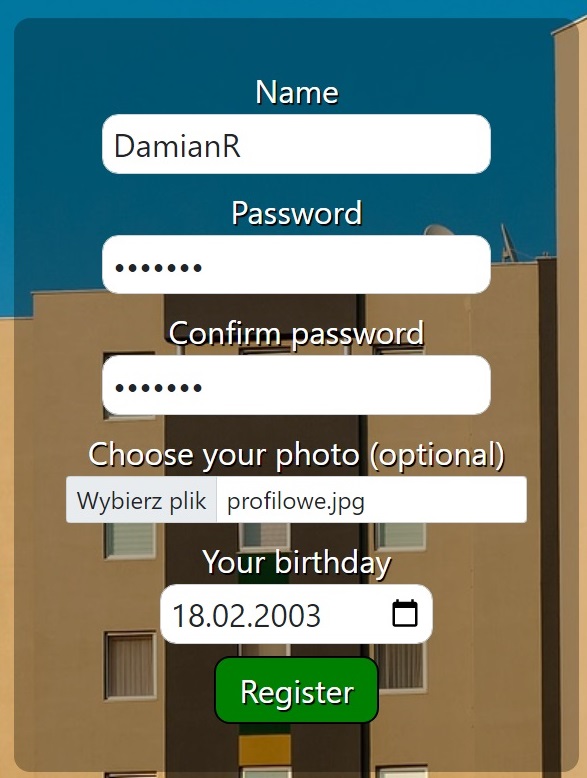 Name
DamianR
Password
•••••••
Confirm password
•••••••
Choose your photo (optional)
Wybierz plik profilowe.jpg
Your birthday
18.02.2003
Register